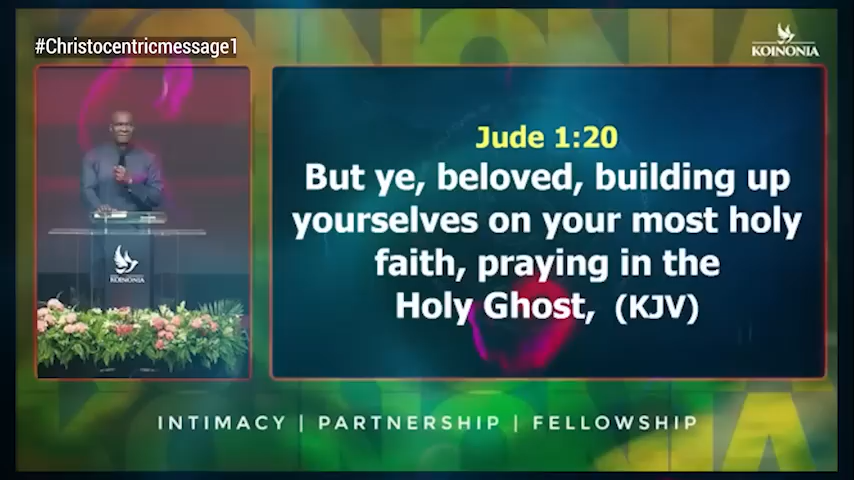 #Christocentricmessage1
KOINONIA
Jude 1:20
But ye, beloved, building up
yourselves on your most holy
faith, praying in the
Holy Ghost, (KJV)
KOINONIA
INTIMACY | PARTNERSHIP | FELLOWSHIP